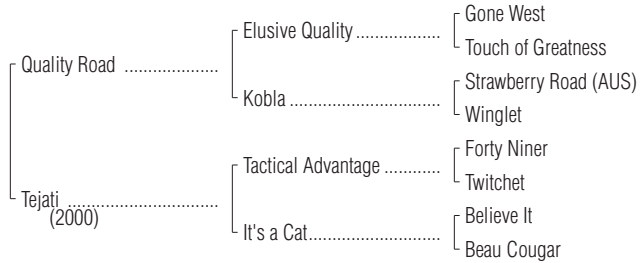 Gone West
Elusive Quality ..................
Touch of Greatness
Quality Road ....................
Strawberry Road (AUS)
Kobla ................................
Winglet
Forty Niner
Tactical Advantage ............
Twitchet
Tejati ..........................
(2000)
Believe It
It's a Cat............................
Beau Cougar